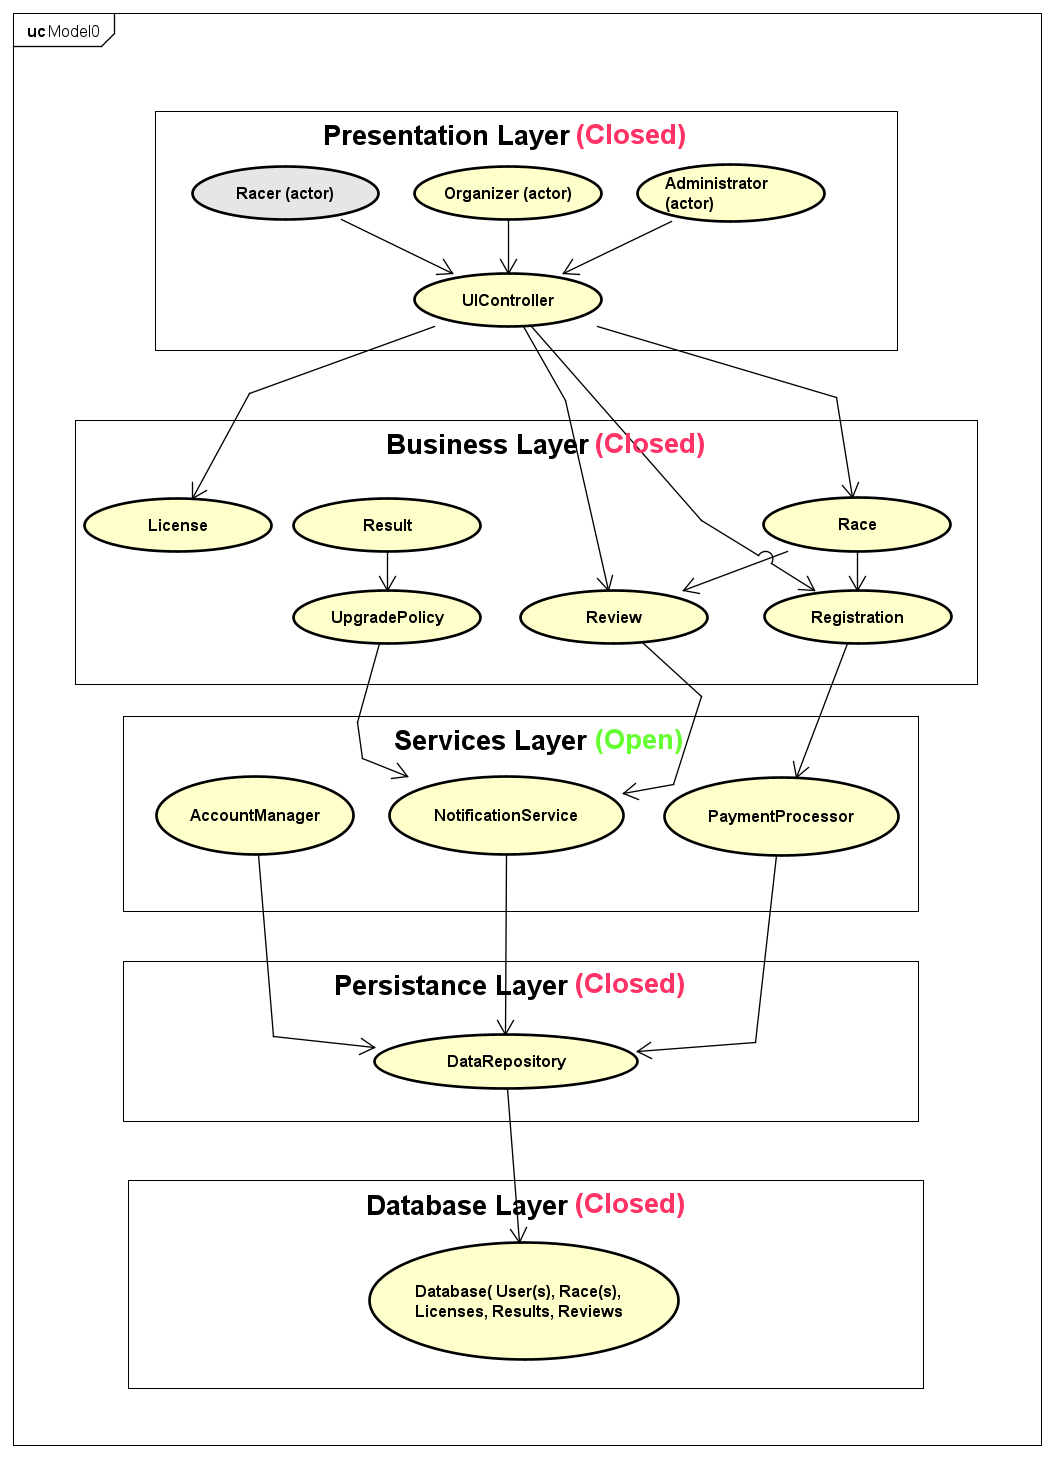 uc Model0
Presentation Layer (Closed)
Racer (actor)
Organizer (actor)
Administrator
(actor)
UIController
Business Layer (Closed)
License
Result
Race
UpgradePolicy
Review
Registration
Services Layer (Open)
AccountManager
NotificationService
PaymentProcessor
Persistance Layer (Closed)
DataRepository
Database Layer (Closed)
Database( User(s), Race(s),
Licenses, Results, Reviews